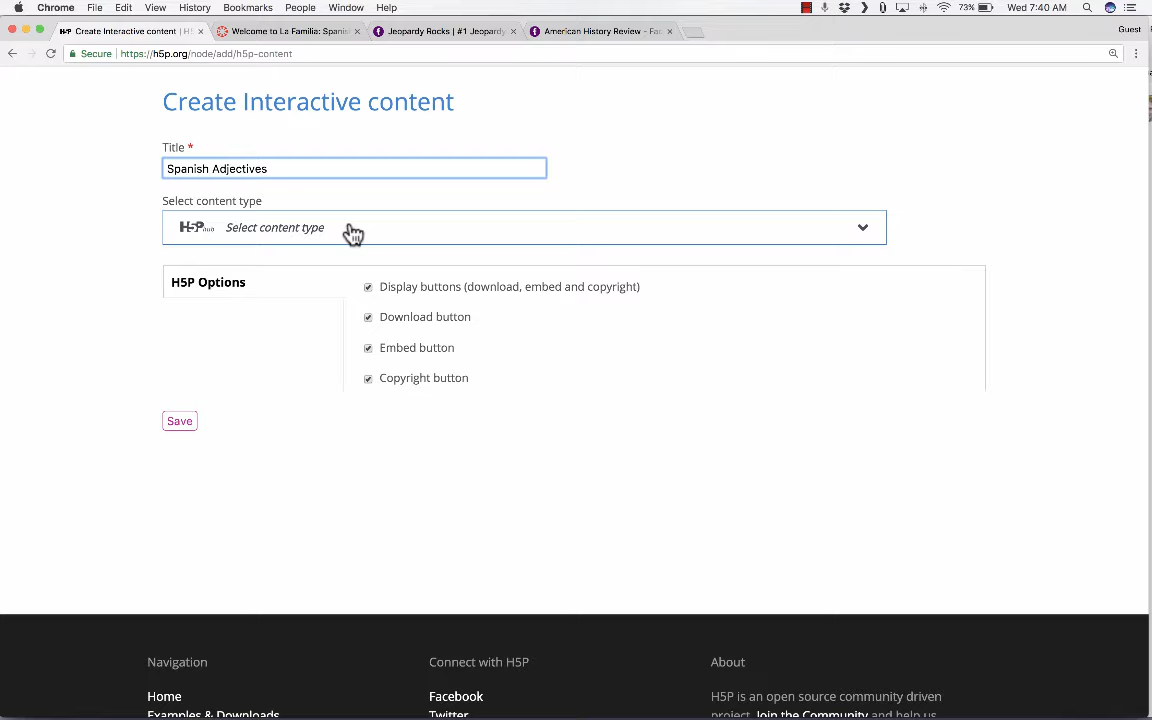 Chrome File Edit View History Bookmarks People Window Help 73% Wed 7:40 AM
Create Interactive content | H5 Welcome to La Familia: Spanis Jeopardy Rocks | #1 Jeopardy American History Review - Fac Guest
Secure https://h5p.org/node/add/h5p-content
Create Interactive content
Title *
Spanish Adjectives
Select content type
H5P HUB Select content type
H5P Options
Display buttons (download, embed and copyright)
Download button
Embed button
Copyright button
Save
Navigation Connect with H5P About
Home Facebook H5P is an open source community driven
Examples & Downloads Twitter project. Join the Community and help us